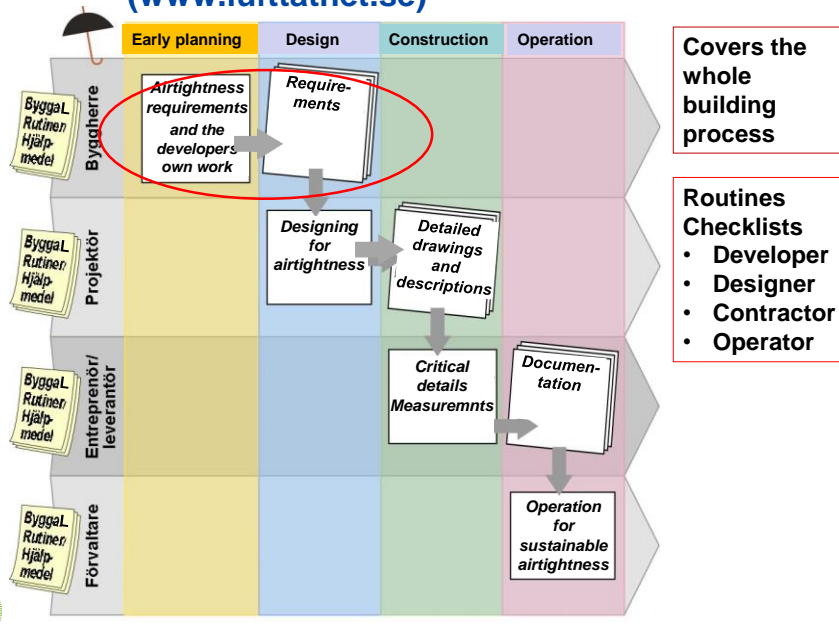 (www.lufttathet.se)
Early planning
Design
Construction
Operation
ByggaL
Rutiner/
Hjälp-
medel
Byggherre
Airtightness
requirements
and the
developers
own work
Require-
ments
ByggaL
Rutiner/
Hjälp-
medel
Projektör
Designing
for
airtightness
Detailed
drawings
and
descriptions
ByggaL
Rutiner/
Hjälp-
medel
Entreprenör/
leverantör
Critical
details
Measuremnts
Documen-
tation
ByggaL
Rutiner/
Hjälp-
medel
Förvaltare
Operation
for
sustainable
airtightness
Covers the
whole
building
process
Routines
Checklists
• Developer
• Designer
• Contractor
• Operator